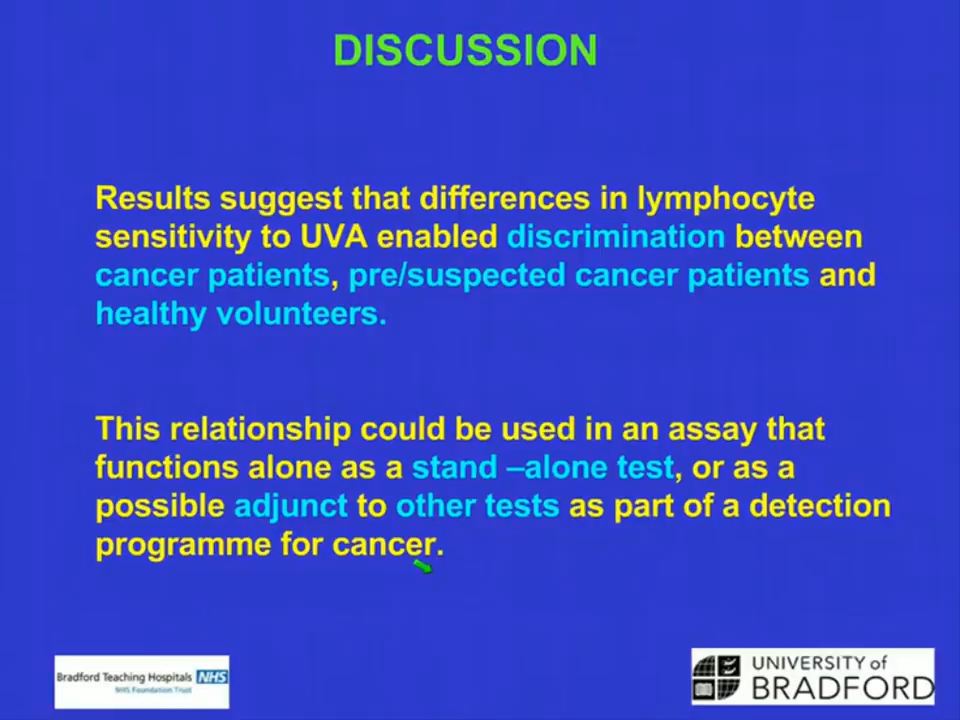 DISCUSSION
Results suggest that differences in lymphocyte
sensitivity to UVA enabled discrimination between
cancer patients, pre/suspected cancer patients and
healthy volunteers.
This relationship could be used in an assay that
functions alone as a stand –alone test, or as a
possible adjunct to other tests as part of a detection
programme for cancer.
Bradford Teaching Hospitals NHS
NHS Foundation Trust
UNIVERSITY of
BRADFORD